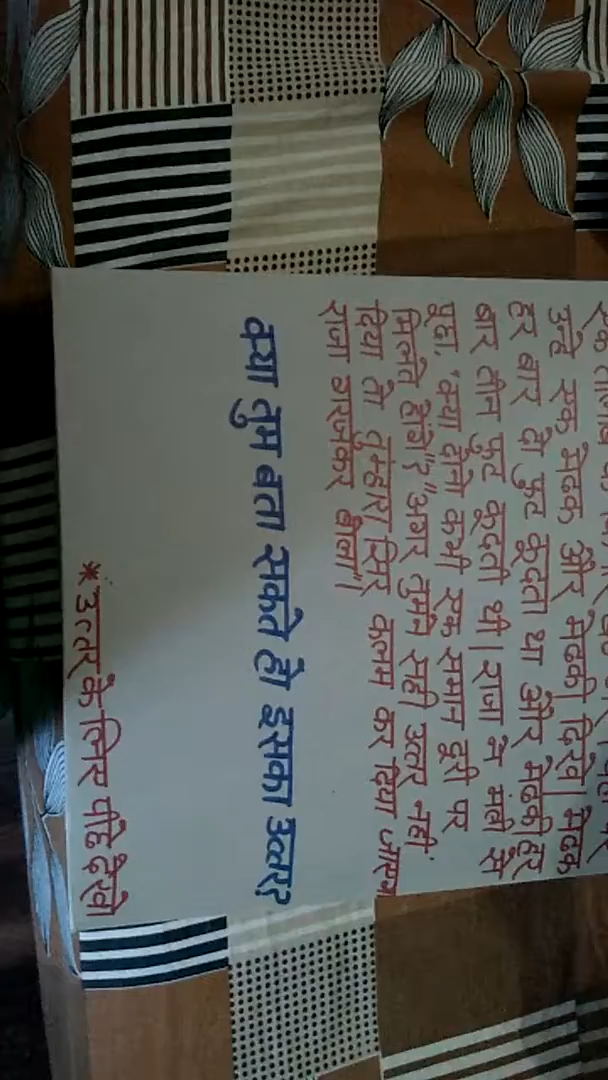 एक तालाब के
उन्हे एक मेढक और मेढकी दिखे। मेढक
हर बार दो फुट कूदता था और मेढकी हर
बार तीन फुट कूदती थी। राजा ने मंत्री से
पूछा, "क्या दोनो कभी एक समान दूरी पर
मिलते होंगे"? "अगर तुमने सही उत्तर नहीं
दिया तो तुम्हारा सिर कलम कर दिया जाएगा
राजा गरजकर बोला"।
क्या तुम बता सकते हो इसका उत्तर?
*उत्तर के लिए पीछे देखो